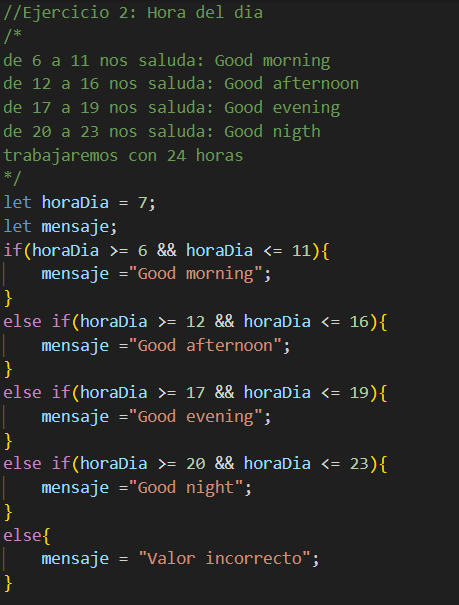 //Ejercicio 2: Hora del dia
/*
de 6 a 11 nos saluda: Good morning
de 12 a 16 nos saluda: Good afternoon
de 17 a 19 nos saluda: Good evening
de 20 a 23 nos saluda: Good nigth
trabajaremos con 24 horas
*/
let horaDia = 7;
let mensaje;
if(horaDia >= 6 && horaDia <= 11){
    mensaje ="Good morning";
}
else if(horaDia >= 12 && horaDia <= 16){
    mensaje ="Good afternoon";
}
else if(horaDia >= 17 && horaDia <= 19){
    mensaje ="Good evening";
}
else if(horaDia >= 20 && horaDia <= 23){
    mensaje ="Good night";
}
else{
    mensaje = "Valor incorrecto";
}